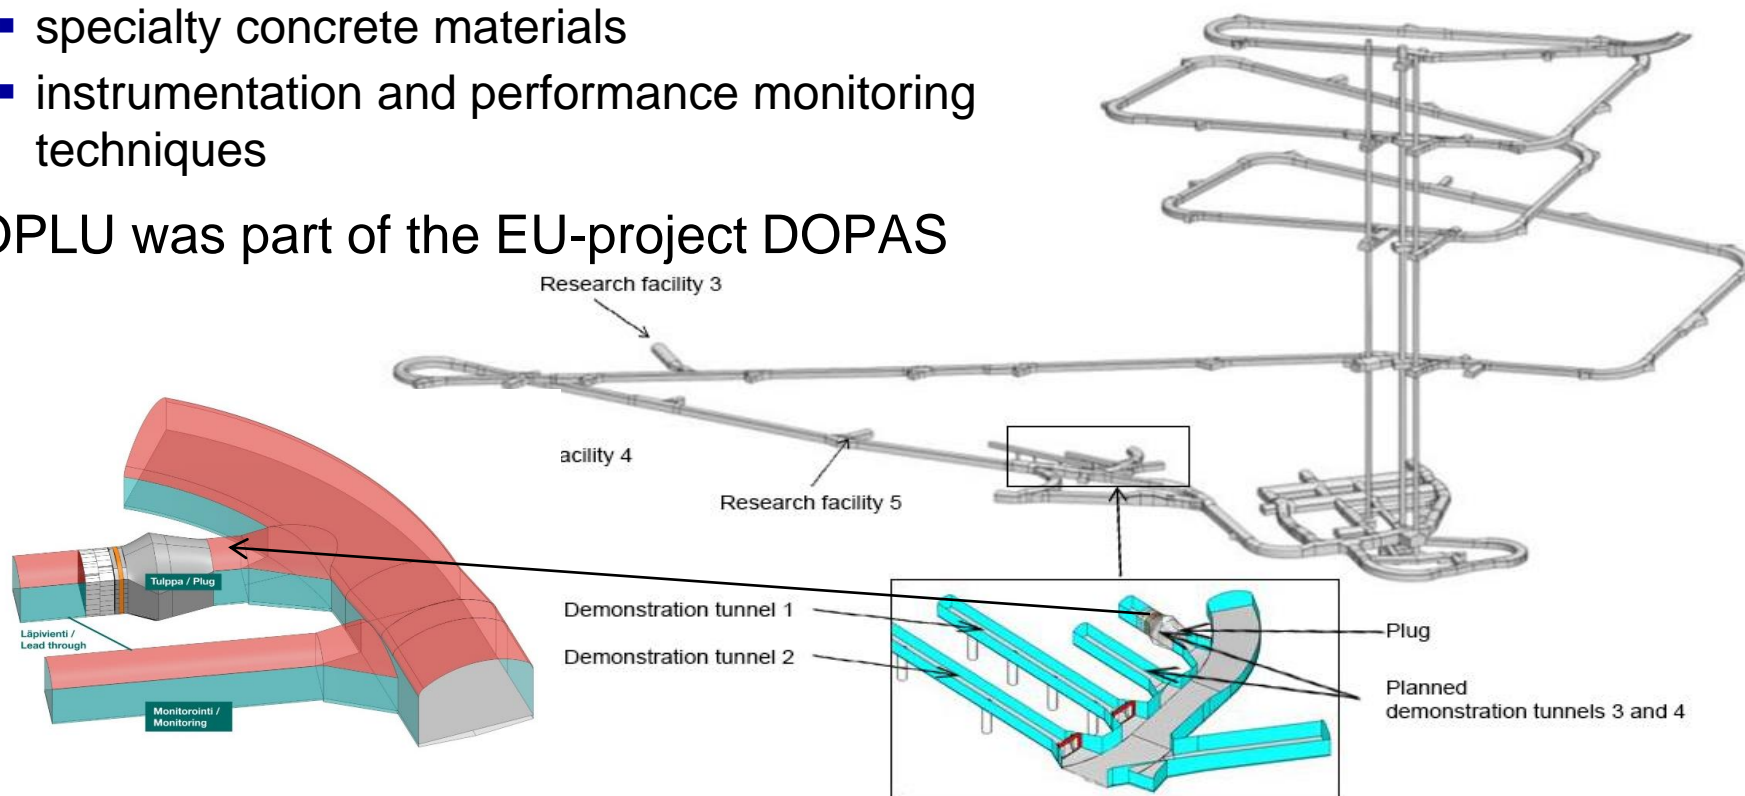 specialty concrete materials
instrumentation and performance monitoring
techniques
OPLU was part of the EU-project DOPAS
Research facility 3
acility 4
Research facility 5
Tulppa / Plug
Läpivienti /
Lead through
Monitorointi /
Monitoring
Demonstration tunnel 1
Demonstration tunnel 2
Plug
Planned
demonstration tunnels 3 and 4